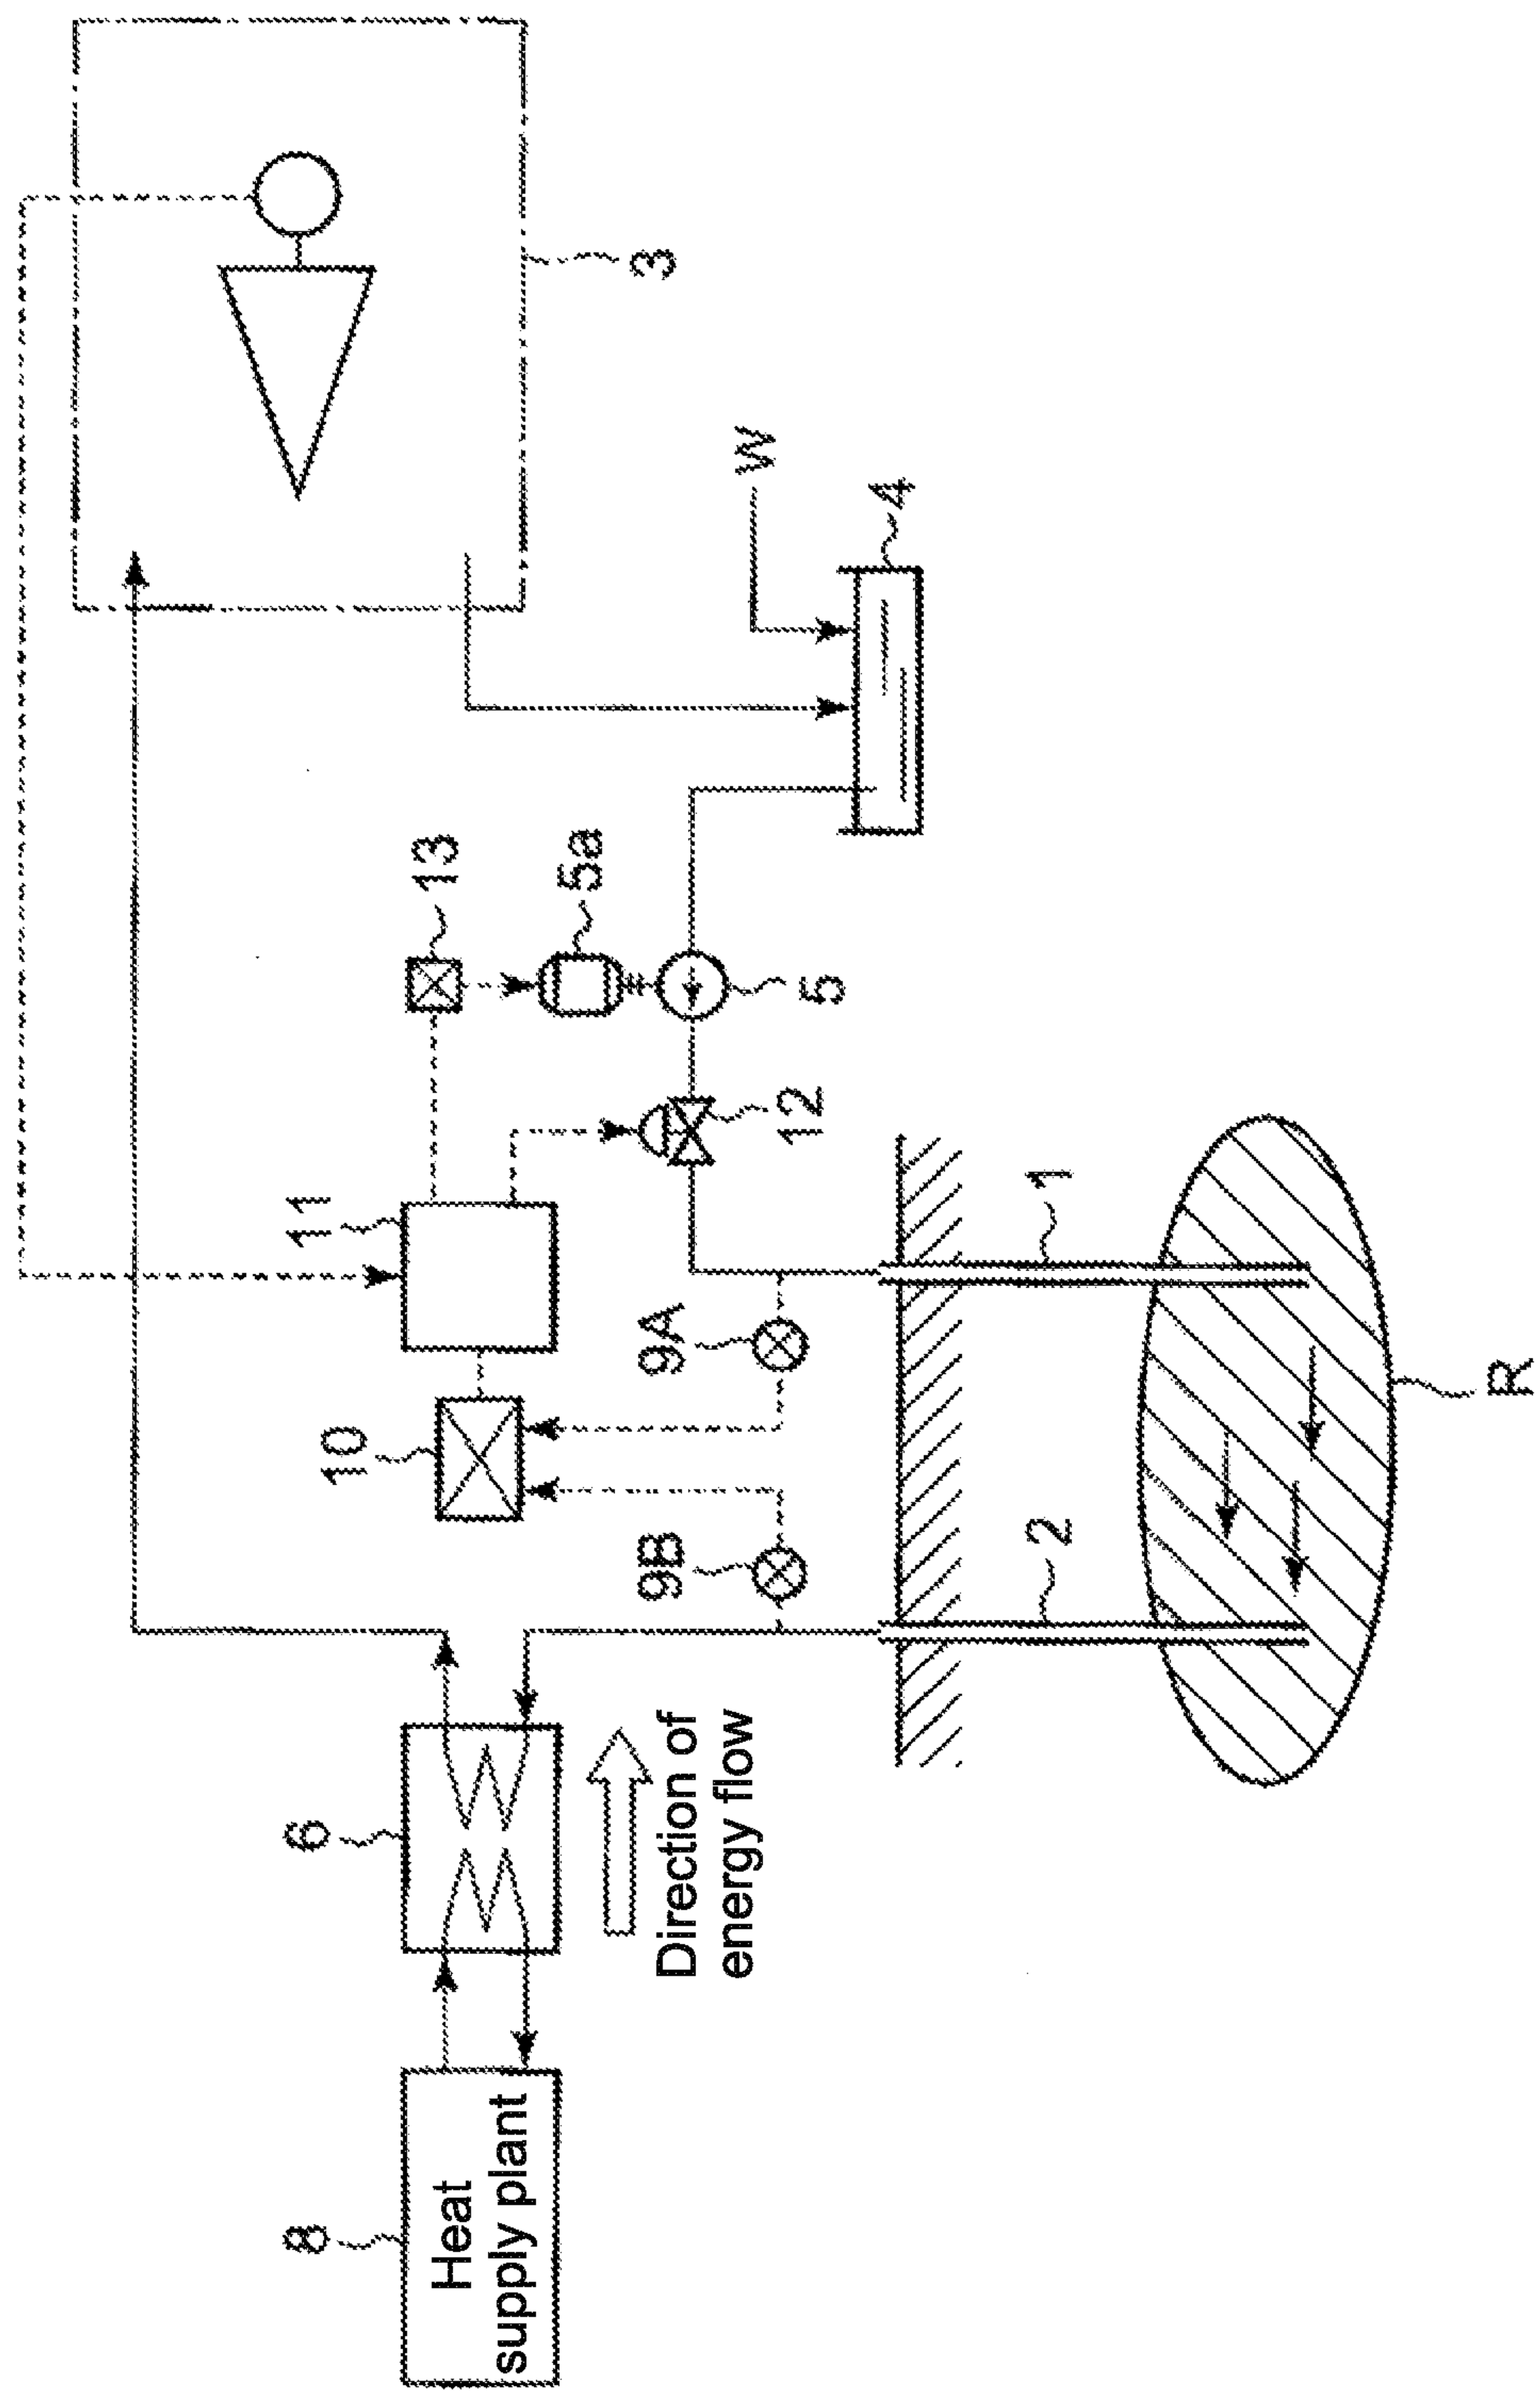 8
Heat
supply plant
6
Direction of
energy flow
10
11
13
5a
9B
9A
12
5
3
W
4
2
1
R